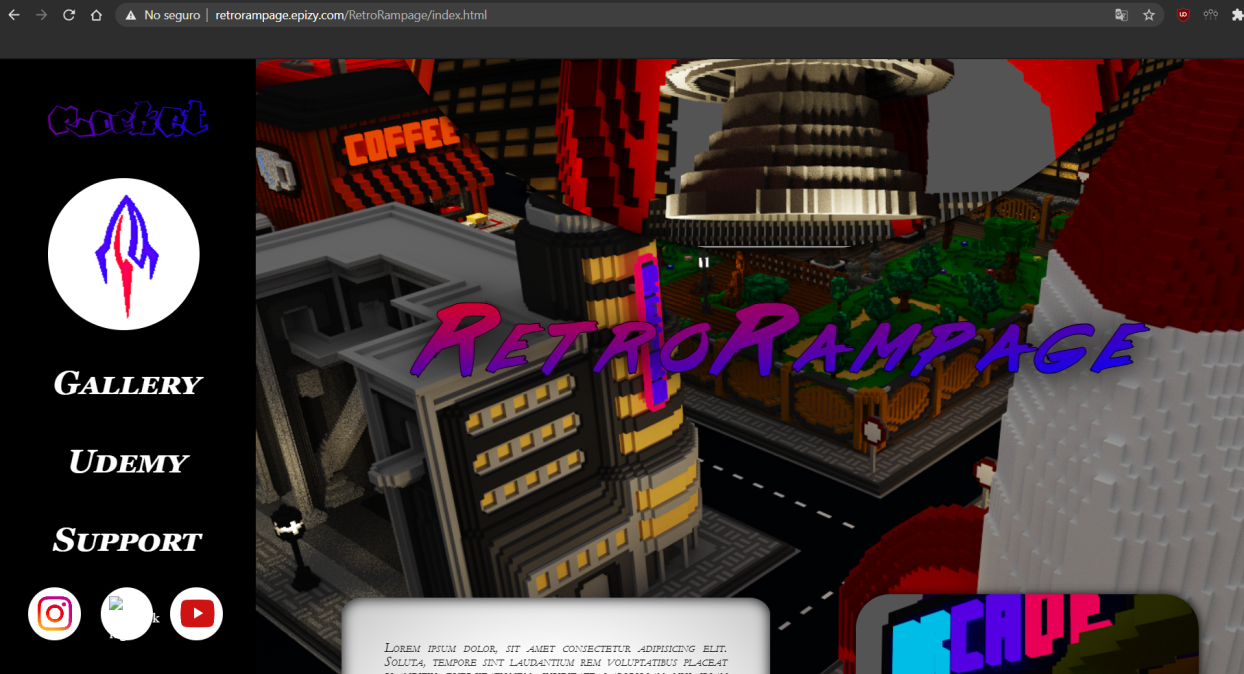 No seguro | retrorampage.epizy.com/RetroRampage/index.html
Rocket
COFFEE
RetroRampage
Gallery
Udemy
Support
Lorem ipsum dolor, sit amet consectetur adipisicing elit.
Soluta, tempore sint laudantium rem voluptatibus placeat
CADE